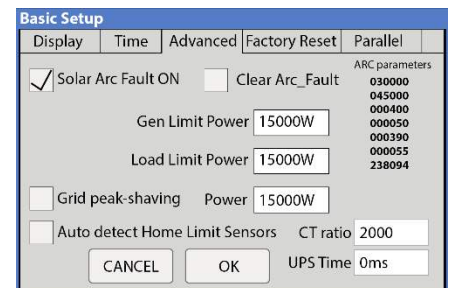 Basic Setup
Display Time Advanced Factory Reset Parallel
Solar Arc Fault ON Clear Arc_Fault
ARC parameters
030000
045000
000400
000050
000390
000055
238094
Gen Limit Power 15000W
Load Limit Power 15000W
Grid peak-shaving Power 15000W
Auto detect Home Limit Sensors CT ratio 2000
CANCEL OK UPS Time 0ms